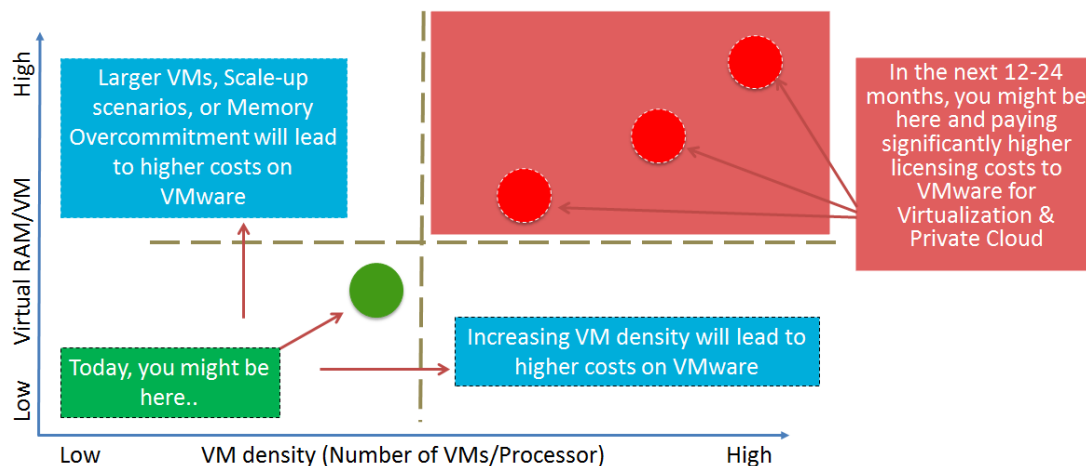 High
Larger VMs, Scale-up
scenarios, or Memory
Overcommitment will lead
to higher costs on
VMware
In the next 12-24
months, you might be
here and paying
significantly higher
licensing costs to
VMware for
Virtualization &
Private Cloud
Virtual RAM/VM
Today, you might be
here..
Increasing VM density will lead to
higher costs on VMware
Low
Low
VM density (Number of VMs/Processor)
High